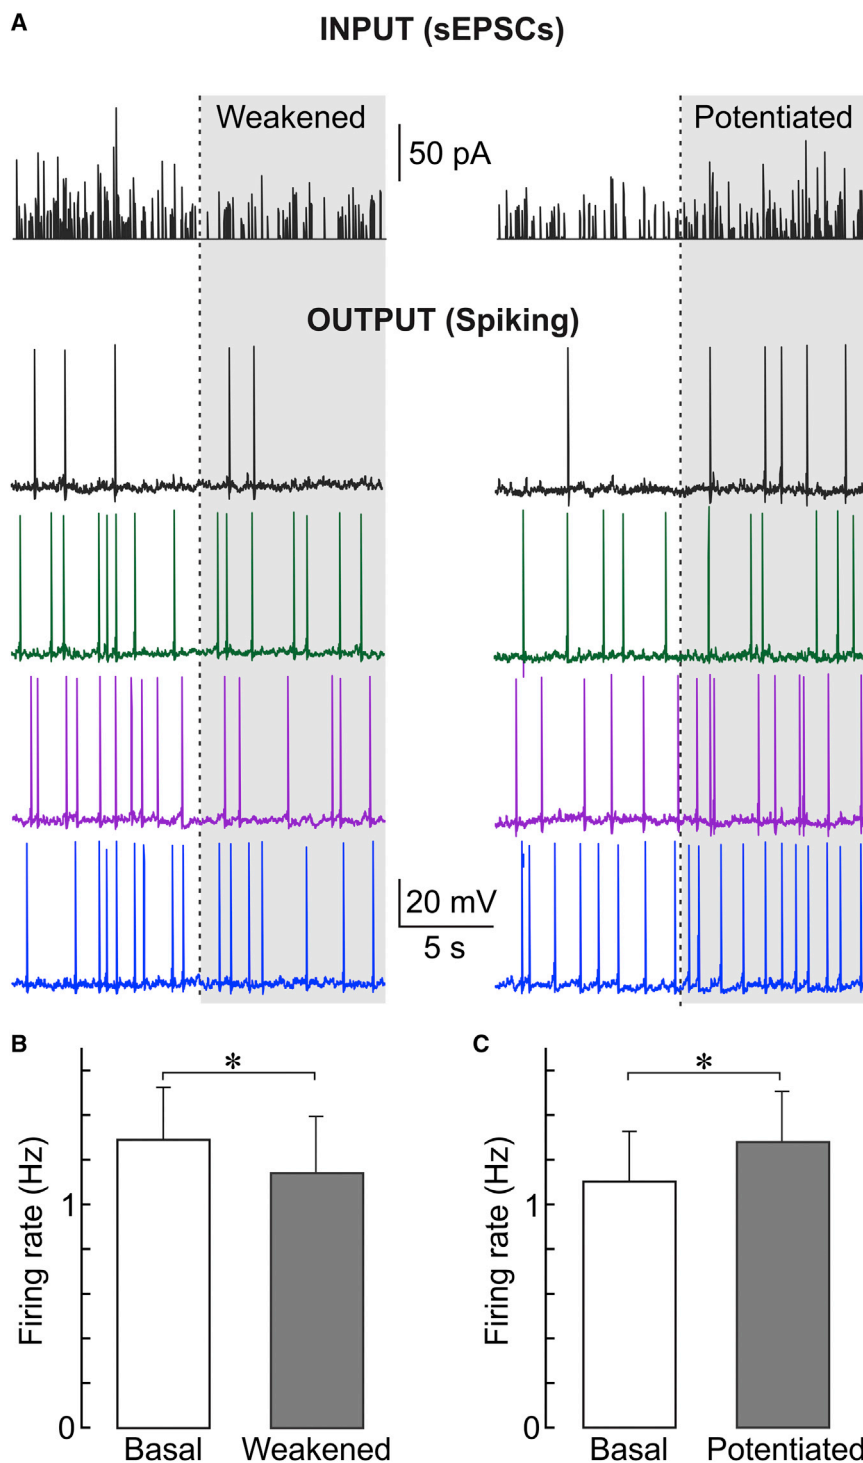 A
INPUT (sEPSCs)
Weakened
50 pA
Potentiated
OUTPUT (Spiking)
20 mV
5 s
B
*
Firing rate (Hz)
1
0
Basal
Weakened
C
*
Firing rate (Hz)
1
0
Basal
Potentiated